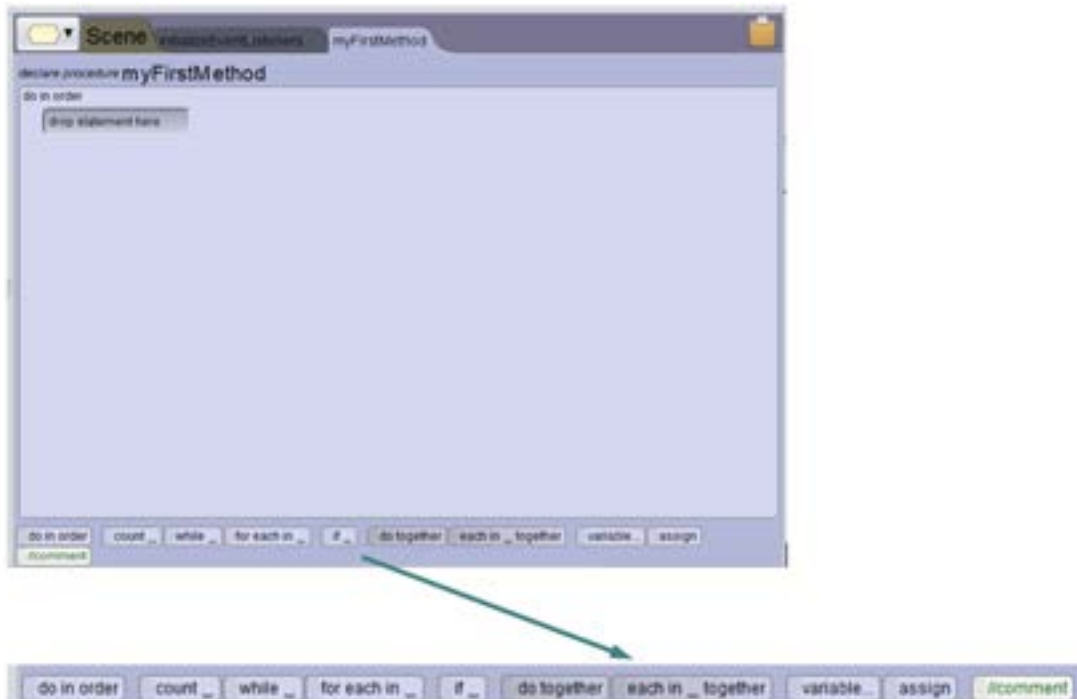 Scene initializeEventListeners myFirstMethod
declare procedure myFirstMethod
do in order
drop statement here
do in order count _ while _ for each in _ if _ do together each in _ together variable... assign
//comment
do in order count _ while _ for each in _ if _ do together each in _ together variable... assign //comment